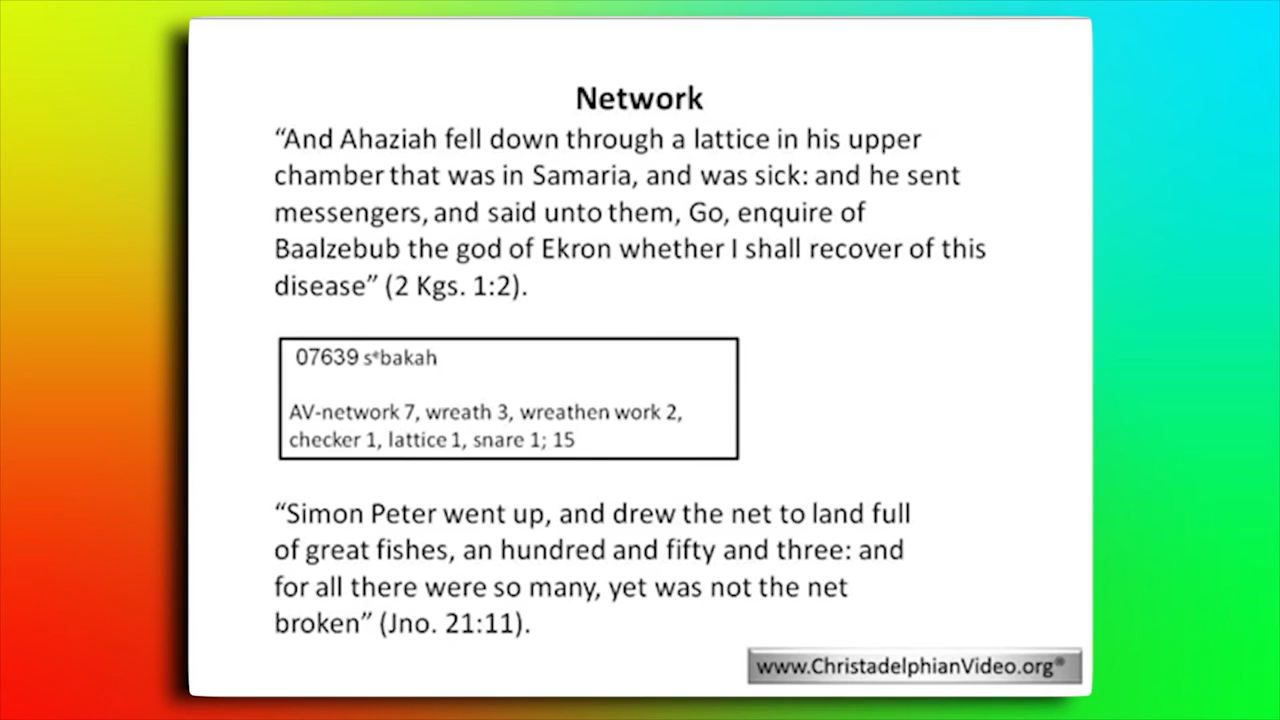 Network
“And Ahaziah fell down through a lattice in his upper
chamber that was in Samaria, and was sick: and he sent
messengers, and said unto them, Go, enquire of
Baalzebub the god of Ekron whether I shall recover of this
disease” (2 Kgs. 1:2).
07639 sᵉbakah
AV-network 7, wreath 3, wreathen work 2,
checker 1, lattice 1, snare 1; 15
“Simon Peter went up, and drew the net to land full
of great fishes, an hundred and fifty and three: and
for all there were so many, yet was not the net
broken” (Jno. 21:11).
www.ChristadelphianVideo.org®